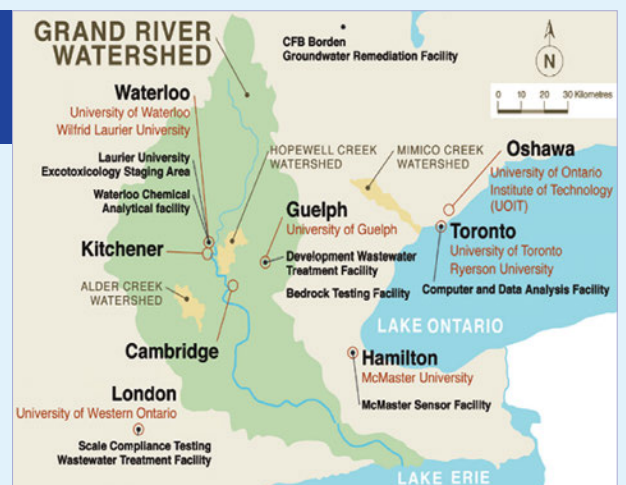 GRAND RIVER
WATERSHED
CFB Borden
Groundwater Remediation Facility
N
0 10 20 30 Kilometres
Waterloo
University of Waterloo
Wilfrid Laurier University
Laurier University
Excotoxicology Staging Area
Waterloo Chemical
Analytical facility
HOPEWELL CREEK
WATERSHED
MIMICO CREEK
WATERSHED
Oshawa
University of Ontario
Institute of Technology
(UOIT)
Guelph
University of Guelph
Kitchener
Development Wastewater
Treatment Facility
Bedrock Testing Facility
Toronto
University of Toronto
Ryerson University
Computer and Data Analysis Facility
ALDER CREEK
WATERSHED
LAKE ONTARIO
Cambridge
Hamilton
McMaster University
McMaster Sensor Facility
London
University of Western Ontario
Scale Compliance Testing
Wastewater Treatment Facility
LAKE ERIE